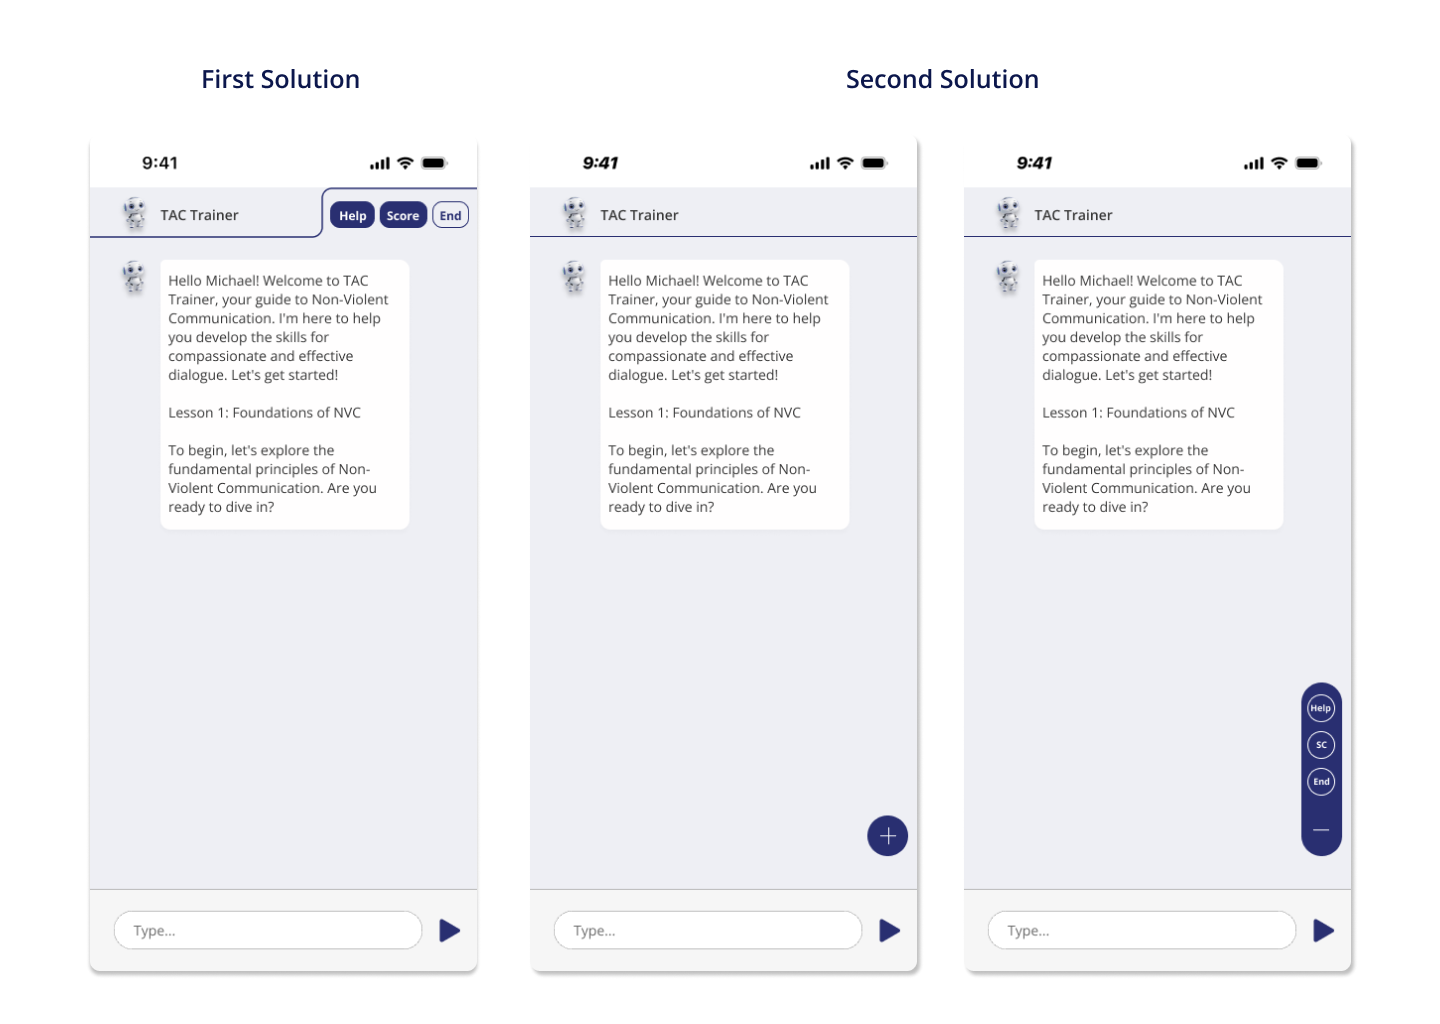 First Solution
Second Solution
9:41
TAC Trainer
Help
Score
End
Hello Michael! Welcome to TAC
Trainer, your guide to Non-Violent
Communication. I'm here to help
you develop the skills for
compassionate and effective
dialogue. Let's get started!
Lesson 1: Foundations of NVC
To begin, let's explore the
fundamental principles of Non-
Violent Communication. Are you
ready to dive in?
Type...
9:41
TAC Trainer
Hello Michael! Welcome to TAC
Trainer, your guide to Non-Violent
Communication. I'm here to help
you develop the skills for
compassionate and effective
dialogue. Let's get started!
Lesson 1: Foundations of NVC
To begin, let's explore the
fundamental principles of Non-
Violent Communication. Are you
ready to dive in?
Type...
9:41
TAC Trainer
Hello Michael! Welcome to TAC
Trainer, your guide to Non-Violent
Communication. I'm here to help
you develop the skills for
compassionate and effective
dialogue. Let's get started!
Lesson 1: Foundations of NVC
To begin, let's explore the
fundamental principles of Non-
Violent Communication. Are you
ready to dive in?
Help
SC
End
Type...